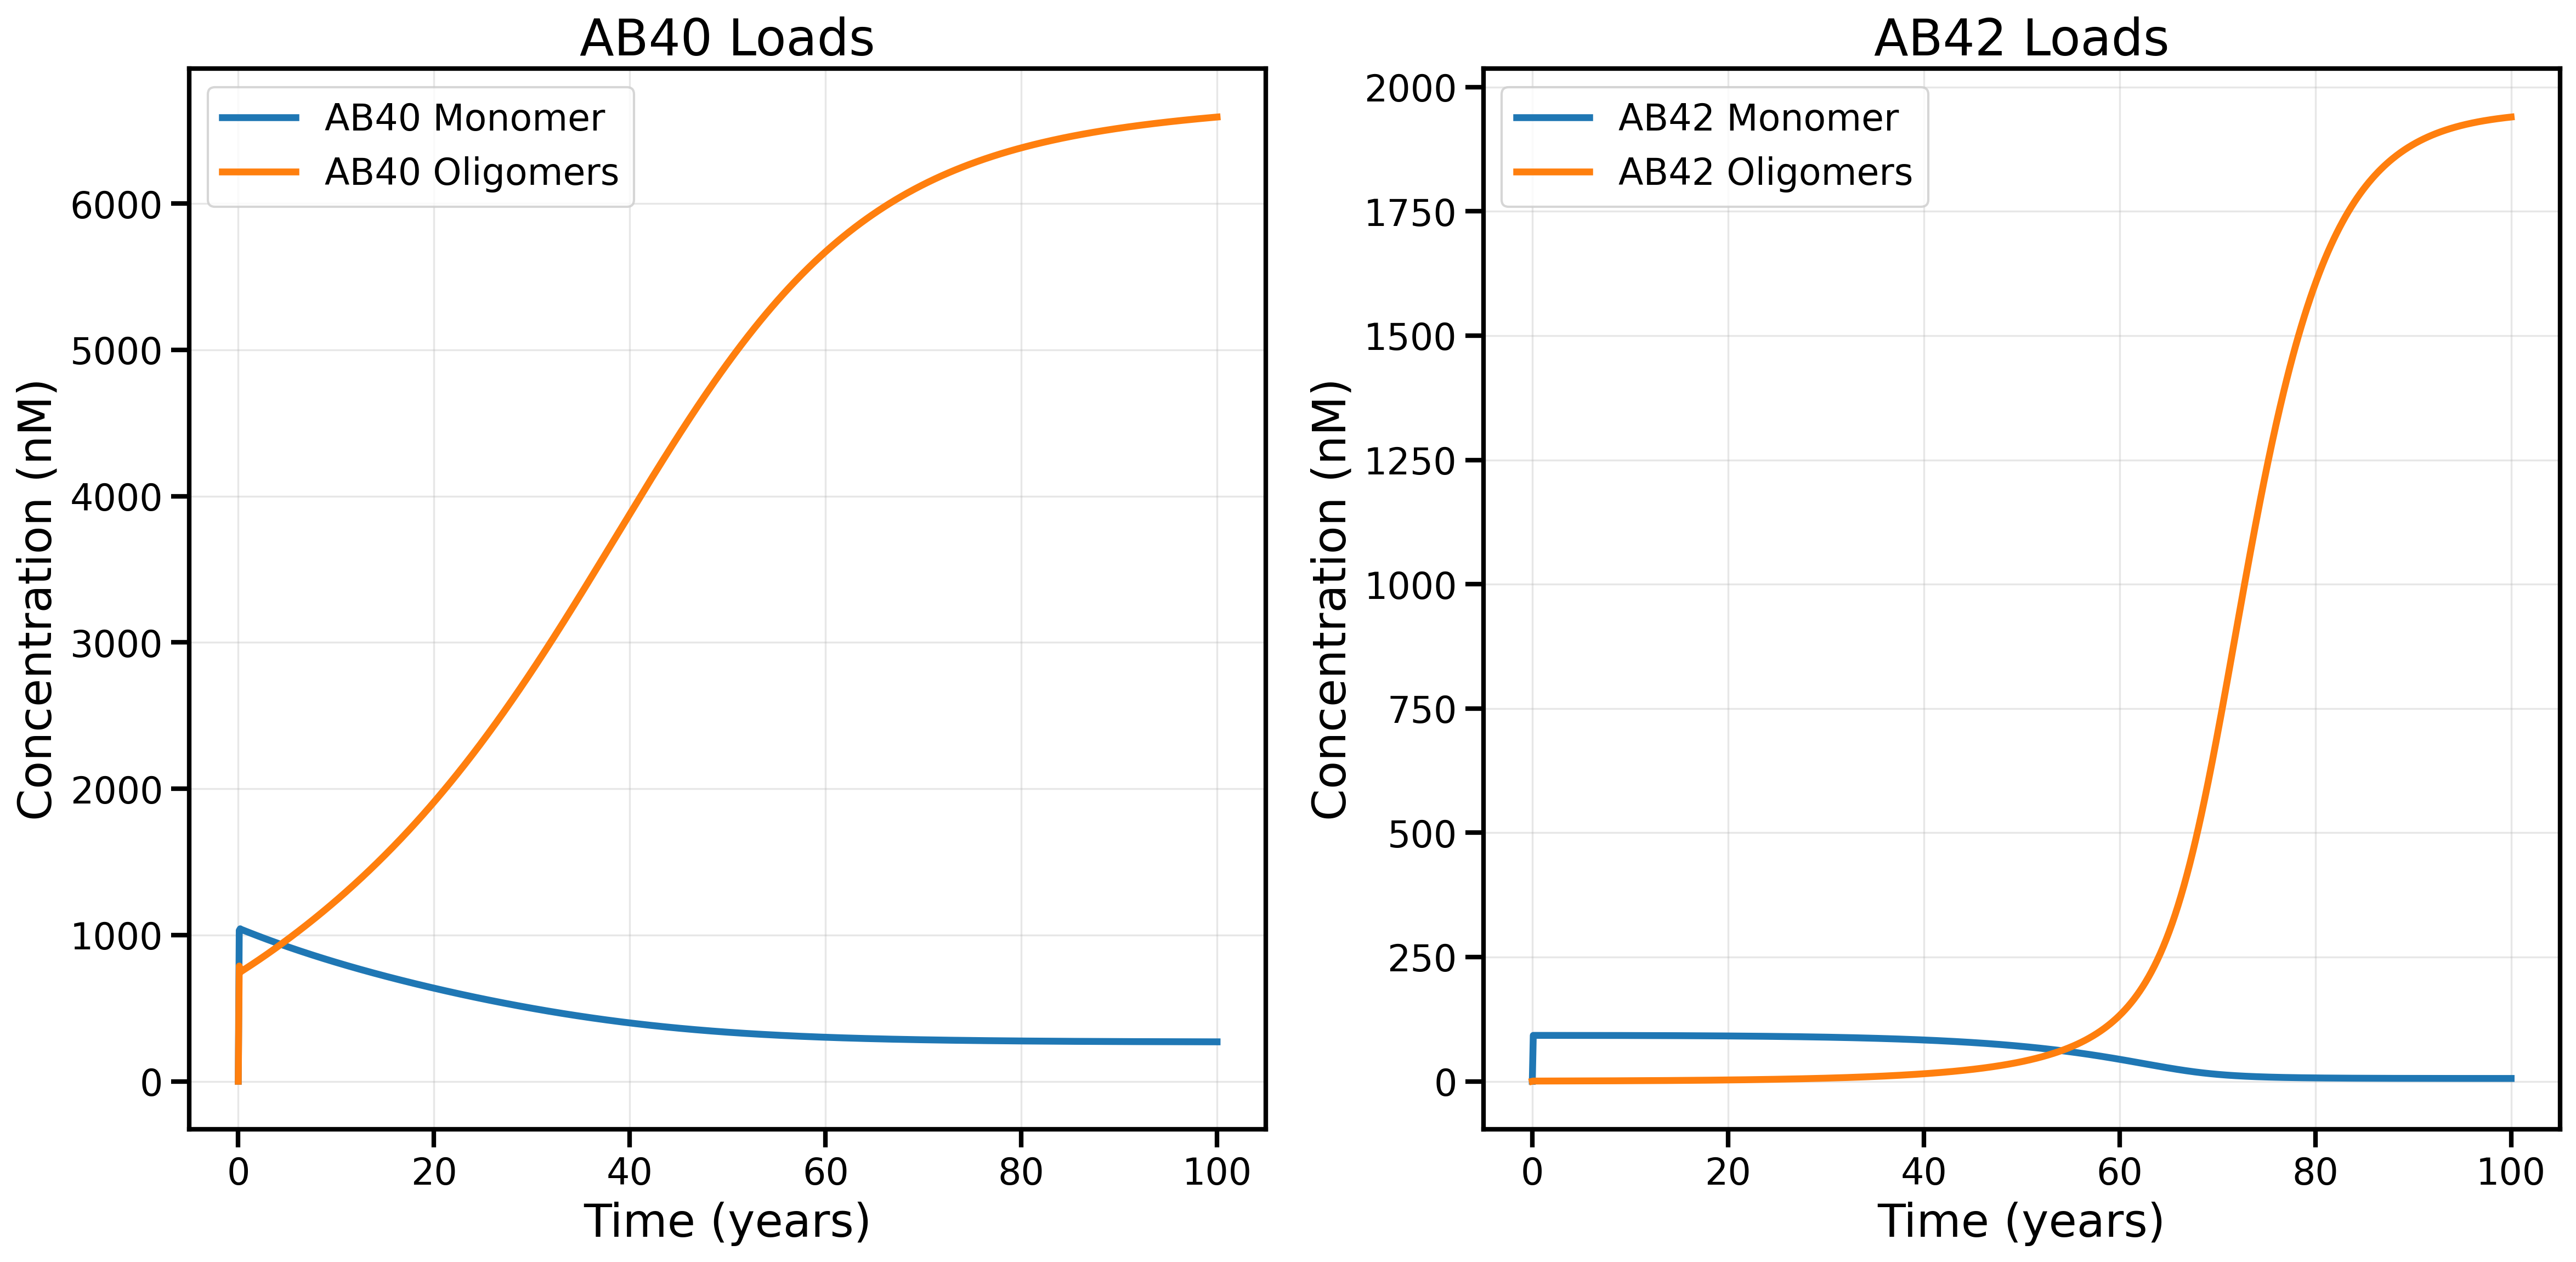 AB40 Loads
AB40 Monomer
AB40 Oligomers
Concentration (nM)
6000
5000
4000
3000
2000
1000
0
0 20 40 60 80 100
Time (years)
AB42 Loads
AB42 Monomer
AB42 Oligomers
Concentration (nM)
2000
1750
1500
1250
1000
750
500
250
0
0 20 40 60 80 100
Time (years)